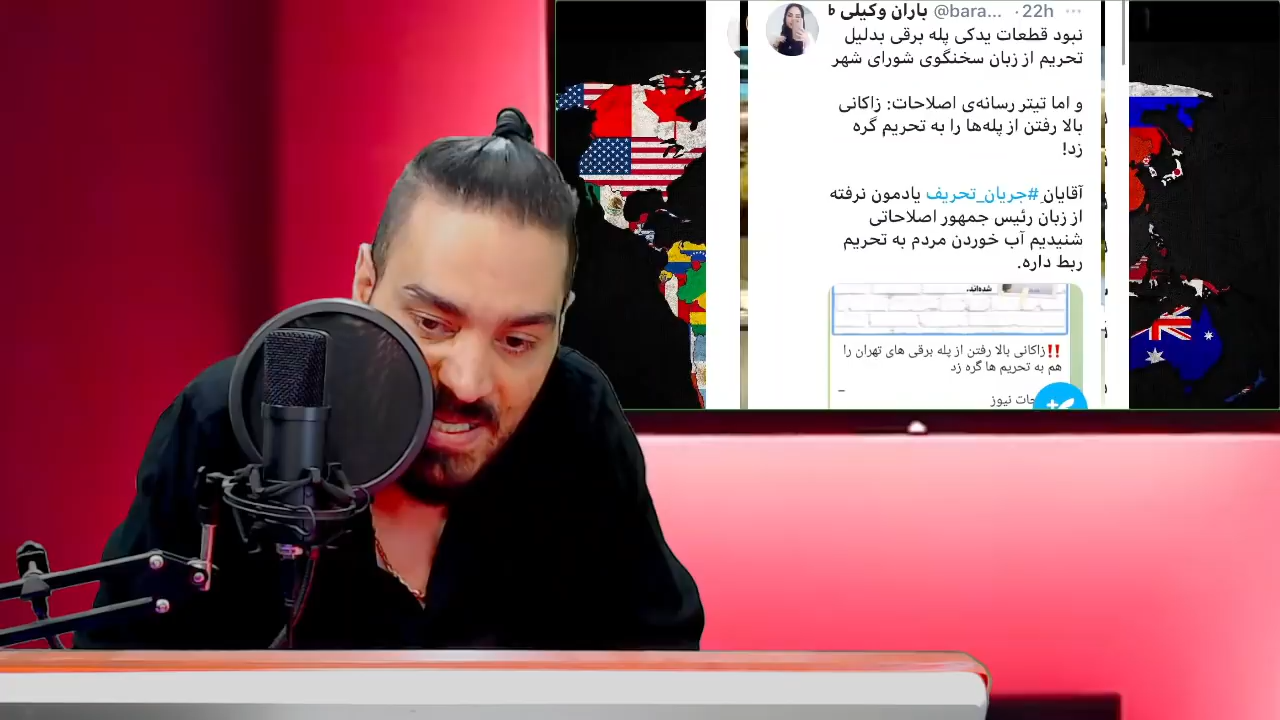 باران وکیلی ط @bara... · 22h
نبود قطعات یدکی پله برقی بدلیل
تحریم از زبان سخنگوی شورای شهر
و اما تیتر رسانه‌ی اصلاحات: زاکانی
بالا رفتن از پله‌ها را به تحریم گره
زد!
آقایانِ #جریان_تحریف یادمون نرفته
از زبان رئیس جمهور اصلاحاتی
شنیدیم آب خوردن مردم به تحریم
ربط داره.
شده‌اند.
‼️زاکانی بالا رفتن از پله برقی های تهران را
هم به تحریم ها گره زد
نیوز